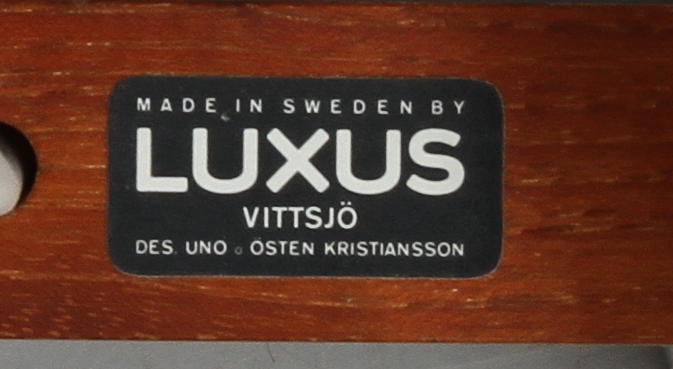 MADE IN SWEDEN BY
LUXUS
VITTSJÖ
DES. UNO o ÖSTEN KRISTIANSSON